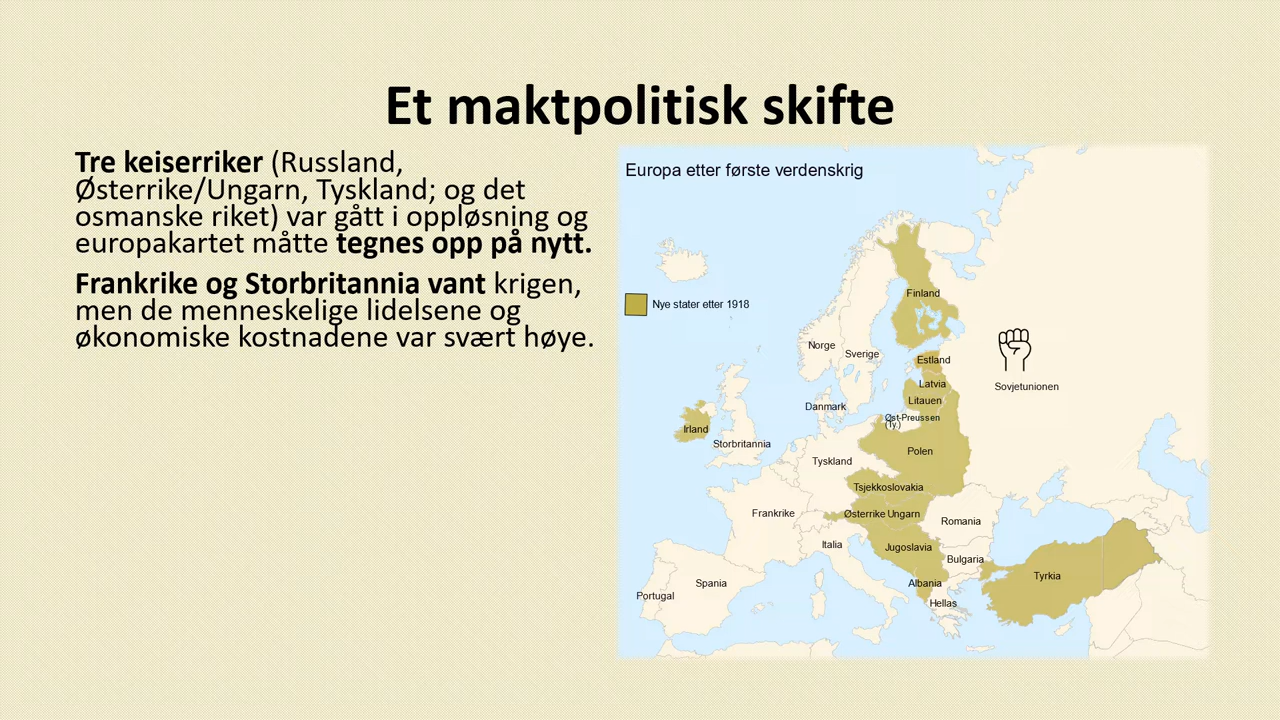 Et maktpolitisk skifte
Tre keiserriker (Russland,
Østerrike/Ungarn, Tyskland; og det
osmanske riket) var gått i oppløsning og
europakartet måtte tegnes opp på nytt.
Frankrike og Storbritannia vant krigen,
men de menneskelige lidelsene og
økonomiske kostnadene var svært høye.
Europa etter første verdenskrig
Nye stater etter 1918
Finland
Norge
Sverige
Estland
Sovjetunionen
Latvia
Litauen
Danmark
Øst-Preussen
(Ty.)
Irland
Storbritannia
Polen
Tyskland
Tsjekkoslovakia
Frankrike
Østerrike Ungarn
Romania
Italia
Jugoslavia
Bulgaria
Tyrkia
Spania
Albania
Portugal
Hellas